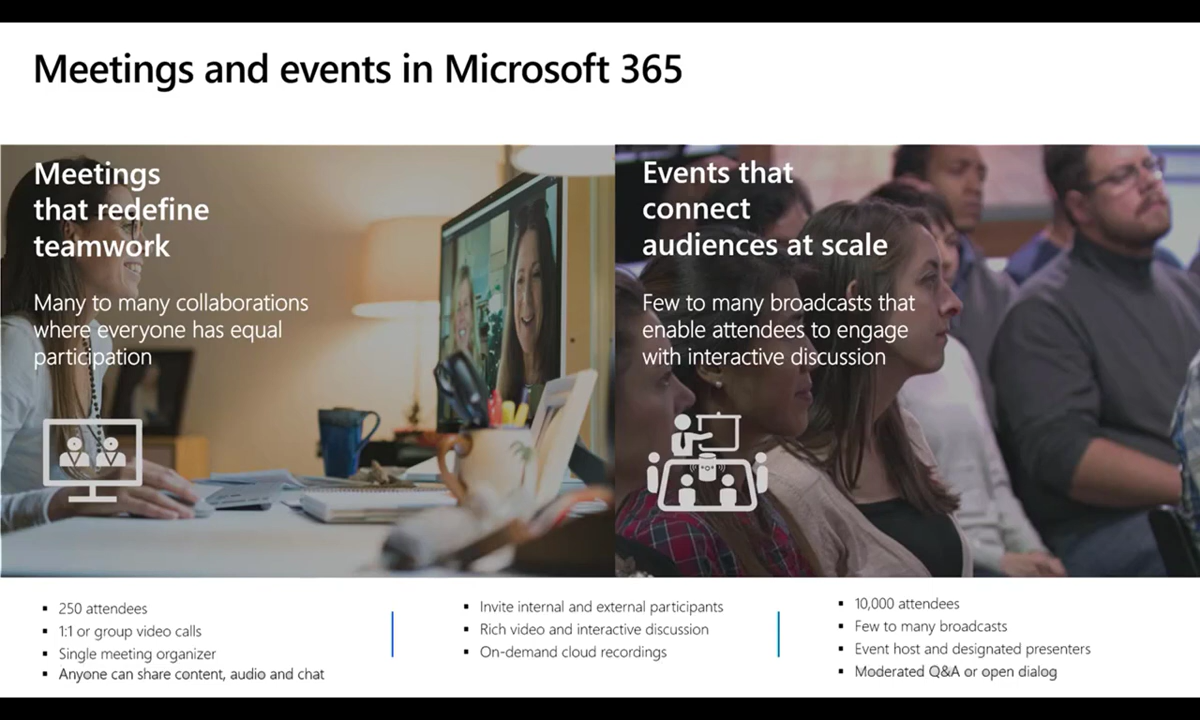 Meetings and events in Microsoft 365
Meetings
that redefine
teamwork
Many to many collaborations
where everyone has equal
participation
Events that
connect
audiences at scale
Few to many broadcasts that
enable attendees to engage
with interactive discussion
▪ 250 attendees
▪ 1:1 or group video calls
▪ Single meeting organizer
▪ Anyone can share content, audio and chat
▪ Invite internal and external participants
▪ Rich video and interactive discussion
▪ On-demand cloud recordings
▪ 10,000 attendees
▪ Few to many broadcasts
▪ Event host and designated presenters
▪ Moderated Q&A or open dialog